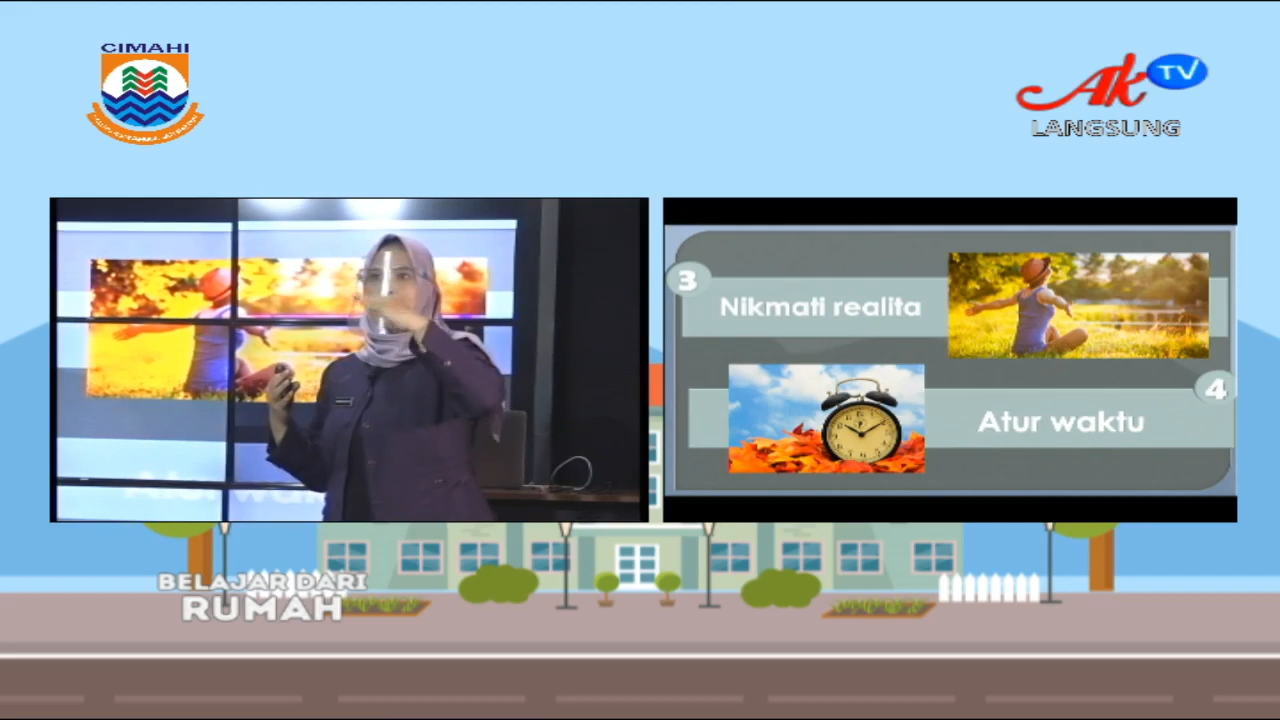 CIMAHI
Ak TV
LANGSUNG
3
Nikmati realita
4
Atur waktu
BELAJAR DARI
RUMAH